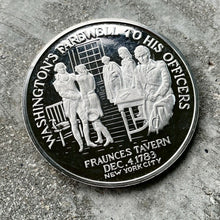 WASHINGTON'S FAREWELL TO HIS OFFICERS
FRAUNCES TAVERN
DEC. 4, 1783
NEW YORK CITY